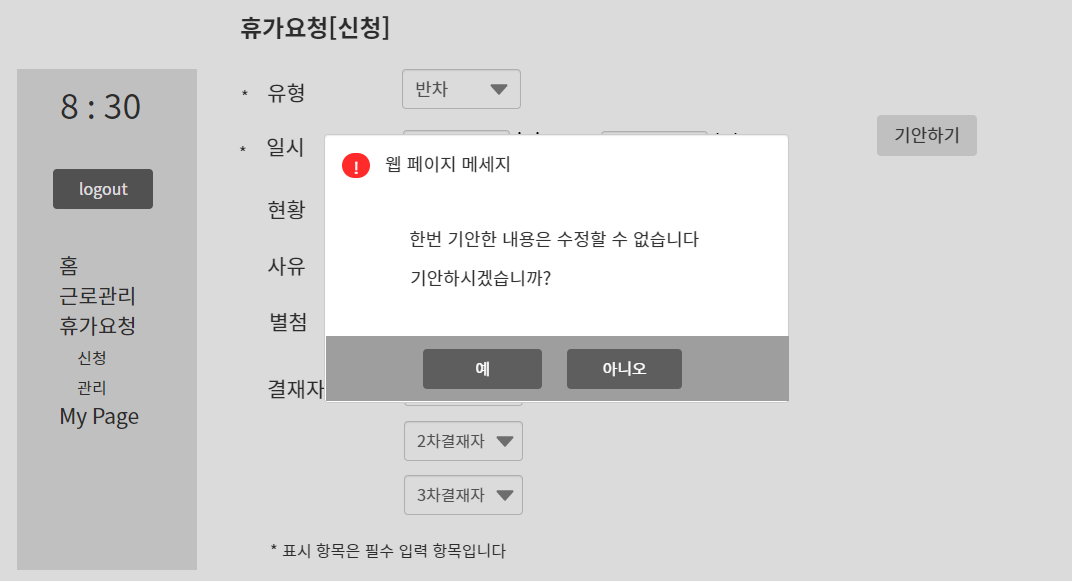 휴가요청[신청]
8 : 30
logout
홈
근로관리
휴가요청
신청
관리
My Page
* 유형
반차
* 일시
기안하기
현황
사유
별첨
결재자
웹 페이지 메세지
한번 기안한 내용은 수정할 수 없습니다
기안하시겠습니까?
예
아니오
2차결재자
3차결재자
* 표시 항목은 필수 입력 항목입니다